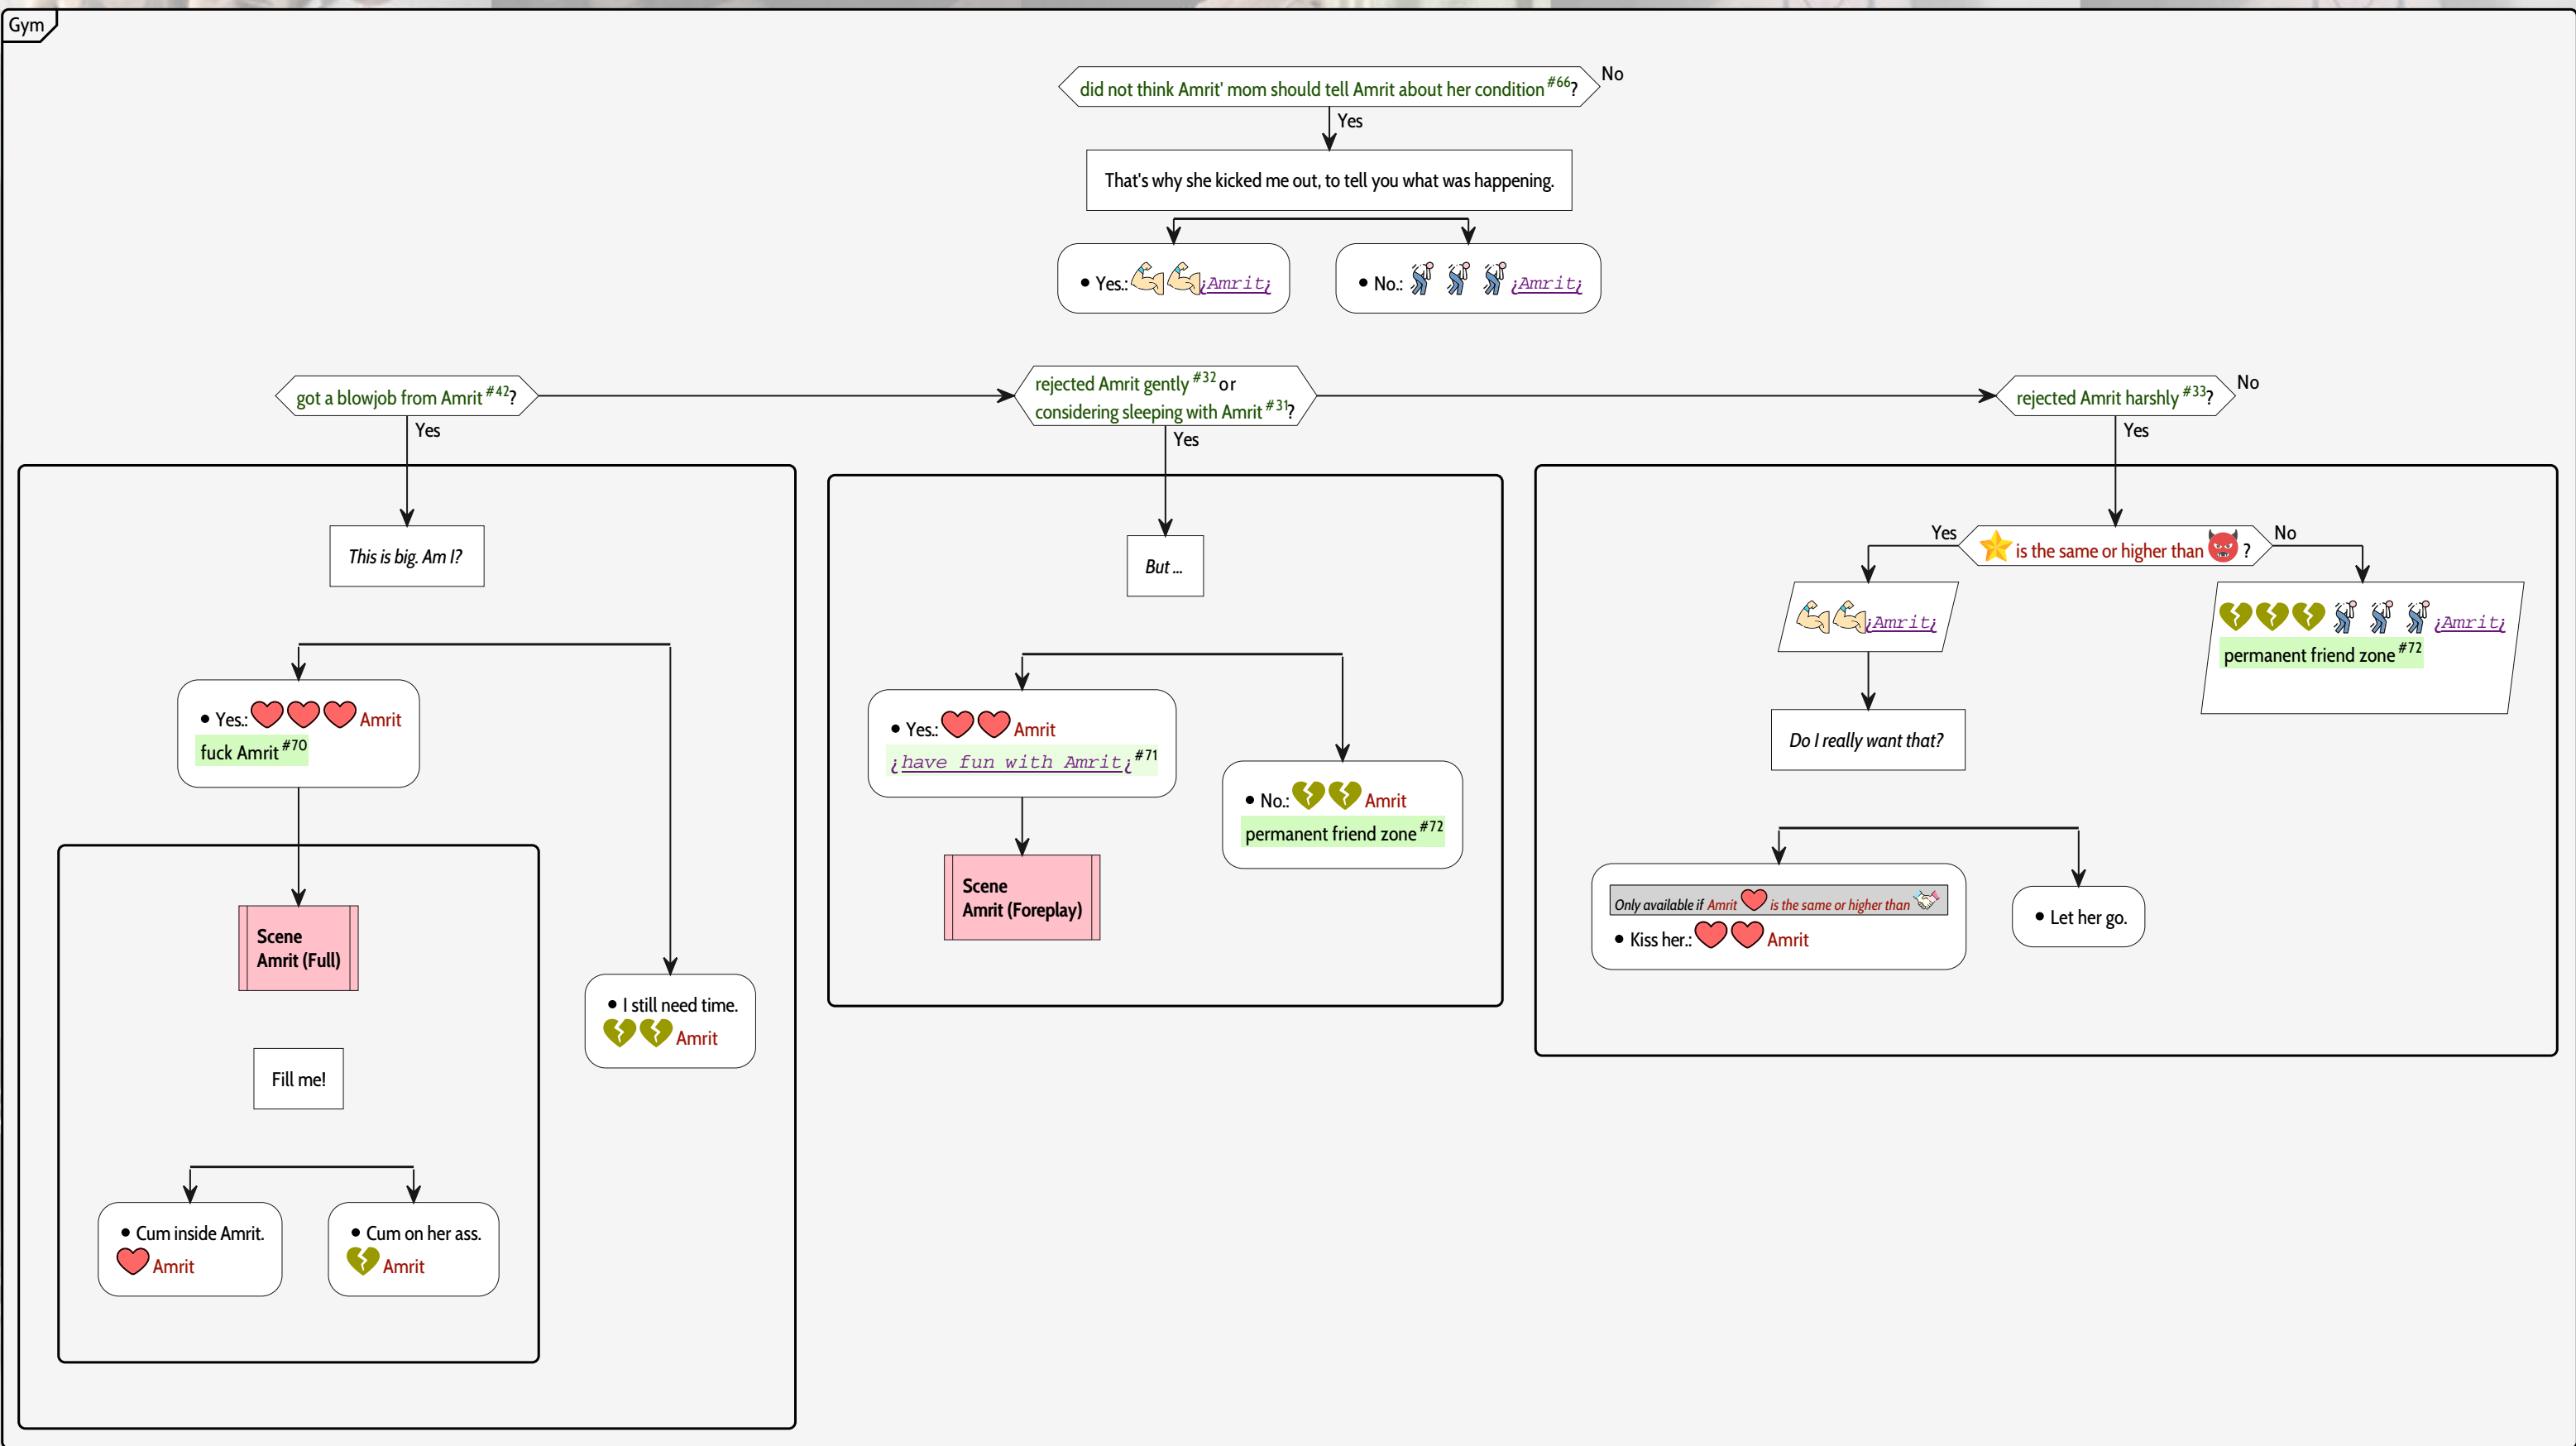 Gym
did not think Amrit' mom should tell Amrit about her condition #66?
No
Yes
That's why she kicked me out, to tell you what was happening.
• Yes.: ¿Amrit¿
• No.: ¿Amrit¿
got a blowjob from Amrit #42?
Yes
rejected Amrit gently #32 or
considering sleeping with Amrit #31?
Yes
rejected Amrit harshly #33?
No
Yes
This is big. Am I?
• Yes.: Amrit
fuck Amrit #70
Scene
Amrit (Full)
Fill me!
• Cum inside Amrit.
Amrit
• Cum on her ass.
Amrit
• I still need time.
Amrit
But ...
• Yes.: Amrit
¿have fun with Amrit¿ #71
Scene
Amrit (Foreplay)
• No.: Amrit
permanent friend zone #72
Yes
is the same or higher than ?
No
¿Amrit¿
Do I really want that?
Only available if Amrit is the same or higher than
• Kiss her.: Amrit
• Let her go.
¿Amrit¿
permanent friend zone #72